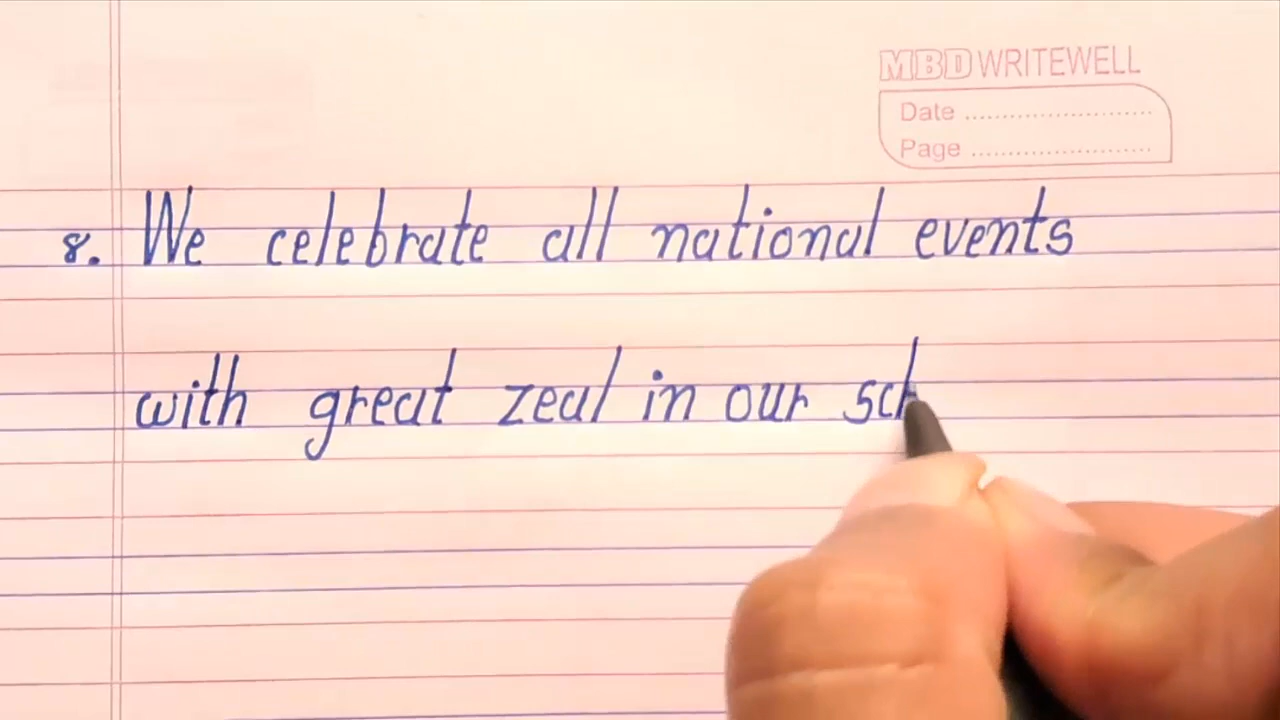 MBD WRITEWELL
Date ..............................
Page ..............................
8. We celebrate all national events
with great zeal in our sch